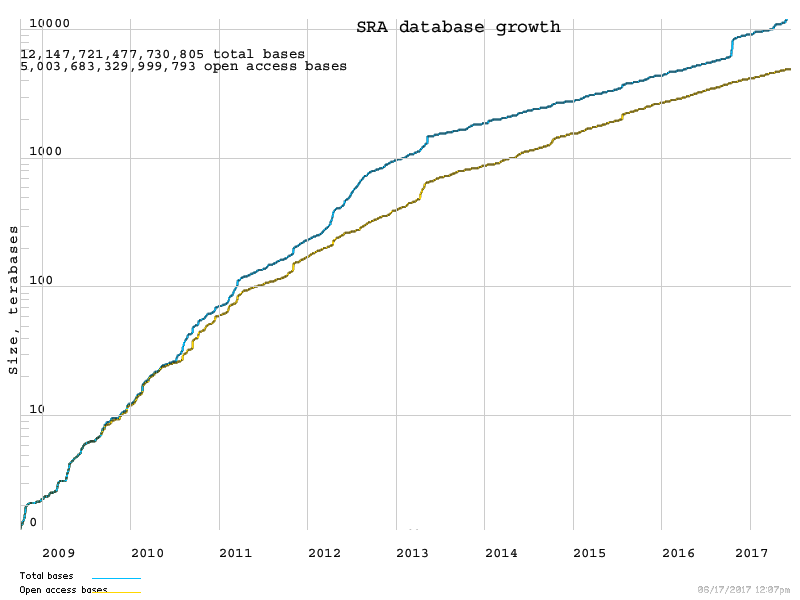 10000
SRA database growth
12,147,721,477,730,805 total bases
5,003,683,329,999,793 open access bases
1000
Size, terabases
100
10
0
2009 2010 2011 2012 2013 2014 2015 2016 2017
Total bases
Open access bases
06/17/2017 12:07pm